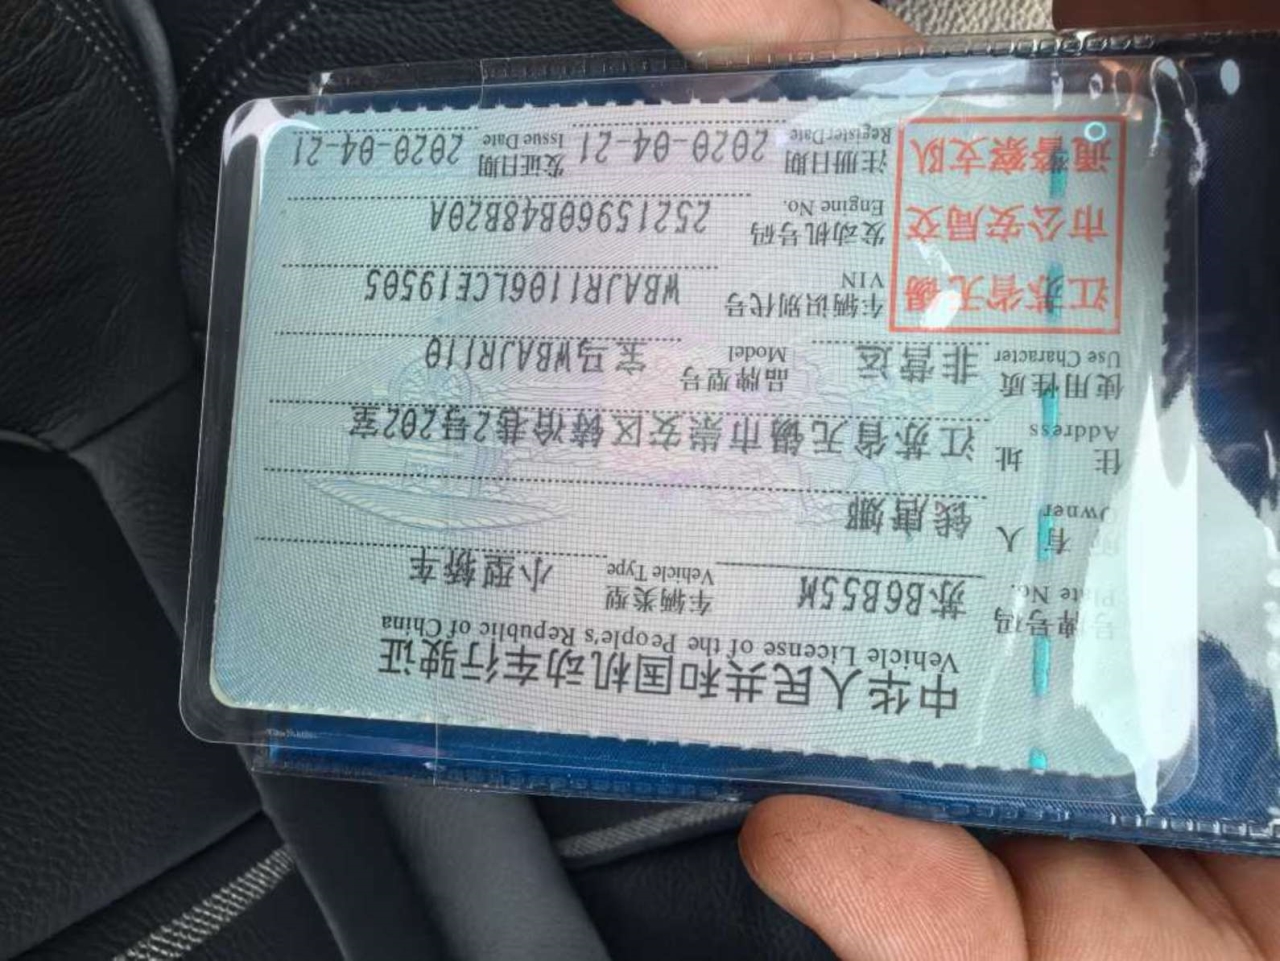 中华人民共和国机动车行驶证
Vehicle License of the People's Republic of China
号牌号码 苏B6B55M 车辆类型 小型轿车
Plate No. Vehicle Type
所有人 钱唐娜
Owner
住址 江苏省无锡市崇安区铸冶巷2号202室
Address
使用性质 非营运 品牌型号 宝马WBAJR110
Use Character Model
江苏省无锡
市公安局交
通警察支队
车辆识别代号 WBAJR1106LCE19505
VIN
发动机号码 25215960B48B20A
Engine No.
注册日期 2020-04-21 发证日期 2020-04-21
RegisterDate Issue Date